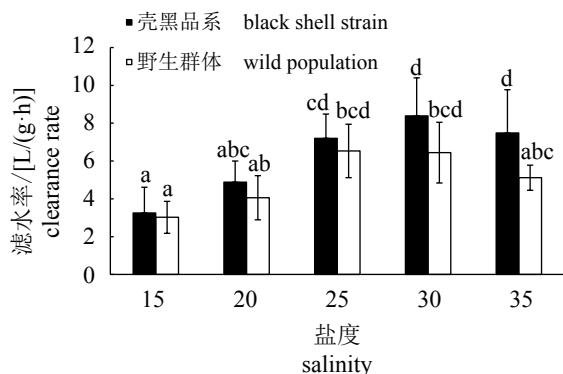 壳黑品系 black shell strain
野生群体 wild population
滤水率/[L/(g·h)]
clearance rate
12
10
8
6
4
2
0
a a
abc ab
cd bcd
d bcd
d abc
15 20 25 30 35
盐度
salinity